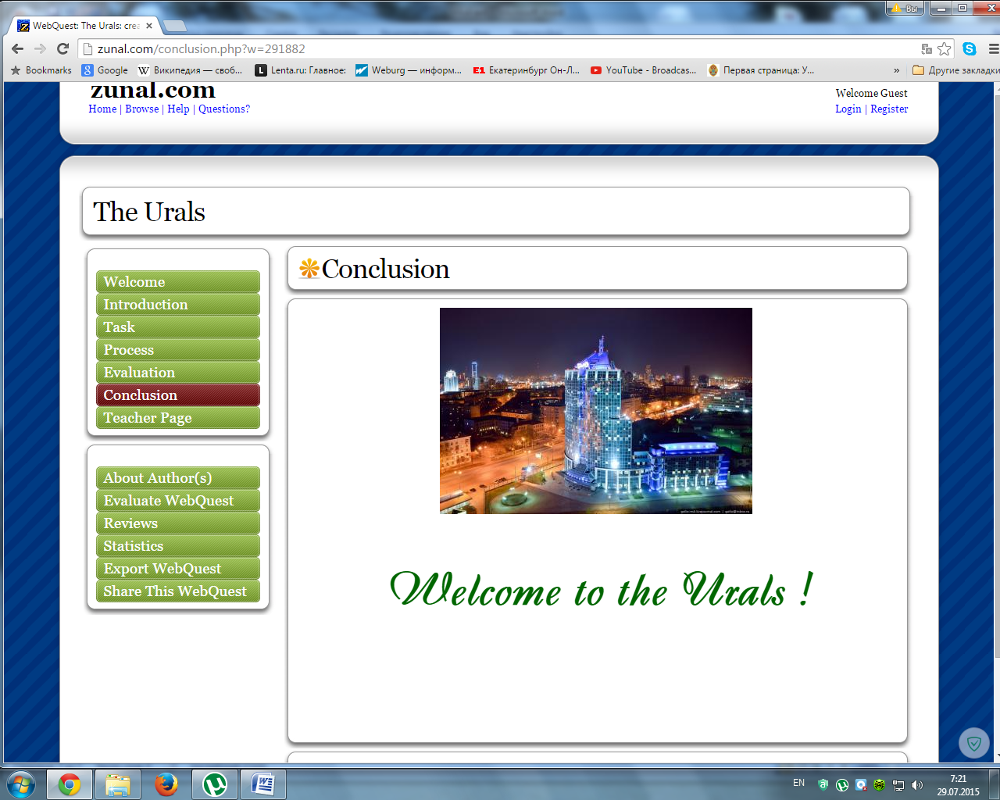 Вы
WebQuest: The Urals: crea
zunal.com/conclusion.php?w=291882
Bookmarks
Google
Википедия — своб...
Lenta.ru: Главное:
Weburg — информ...
Екатеринбург Он-Л...
YouTube - Broadcas...
Первая страница: У...
»
Другие закладки
zunal.com
Welcome Guest
Home | Browse | Help | Questions?
Login | Register
The Urals
Conclusion
Welcome
Introduction
Task
Process
Evaluation
Conclusion
Teacher Page
About Author(s)
Evaluate WebQuest
Reviews
Statistics
Export WebQuest
Share This WebQuest
Welcome to the Urals !
EN
7:21
29.07.2015